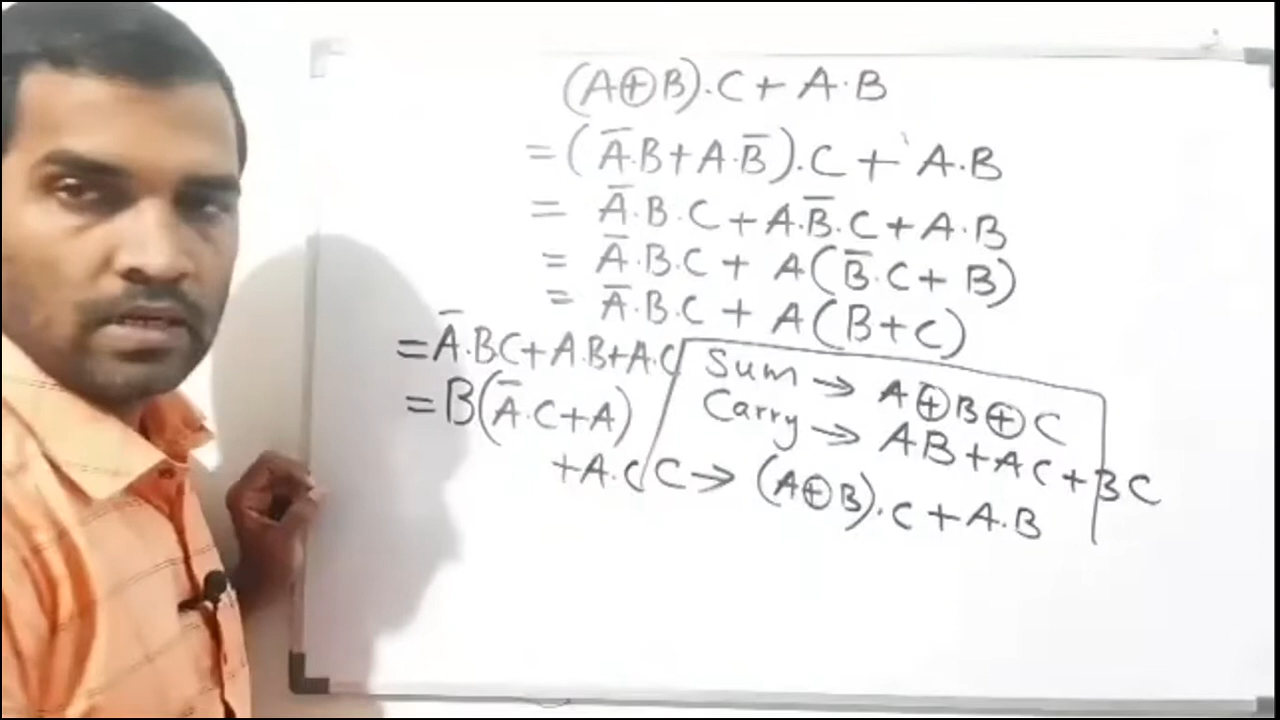 (A⊕B).C + A.B
= (A̅.B + A.B̅).C + A.B
= A̅.B.C + A.B̅.C + A.B
= A̅.B.C + A(B̅.C + B)
= A̅.B.C + A(B+C)
= A̅.BC + A.B + A.C
= B(A̅.C + A)
+ A.C
Sum → A⊕B⊕C
Carry → AB + AC + BC
C → (A⊕B).C + A.B